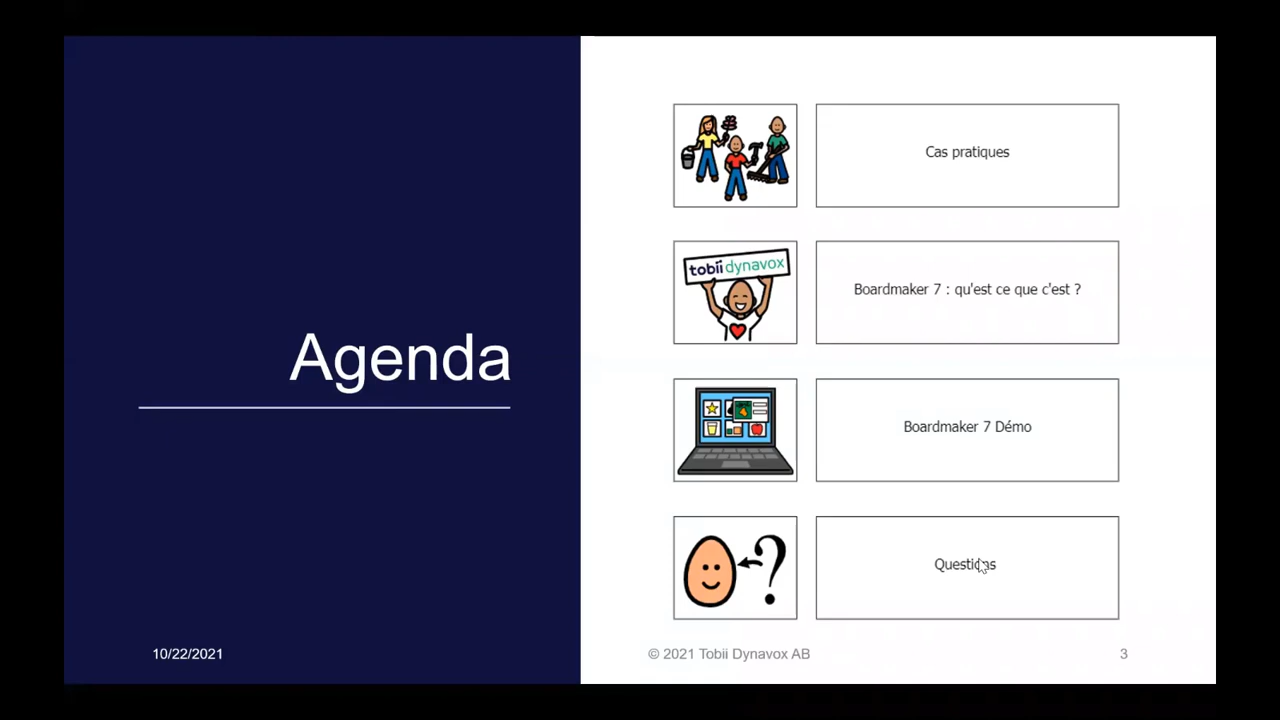 Agenda
10/22/2021
Cas pratiques
tobii dynavox
Boardmaker 7 : qu'est ce que c'est ?
Boardmaker 7 Démo
?
Questions
© 2021 Tobii Dynavox AB
3